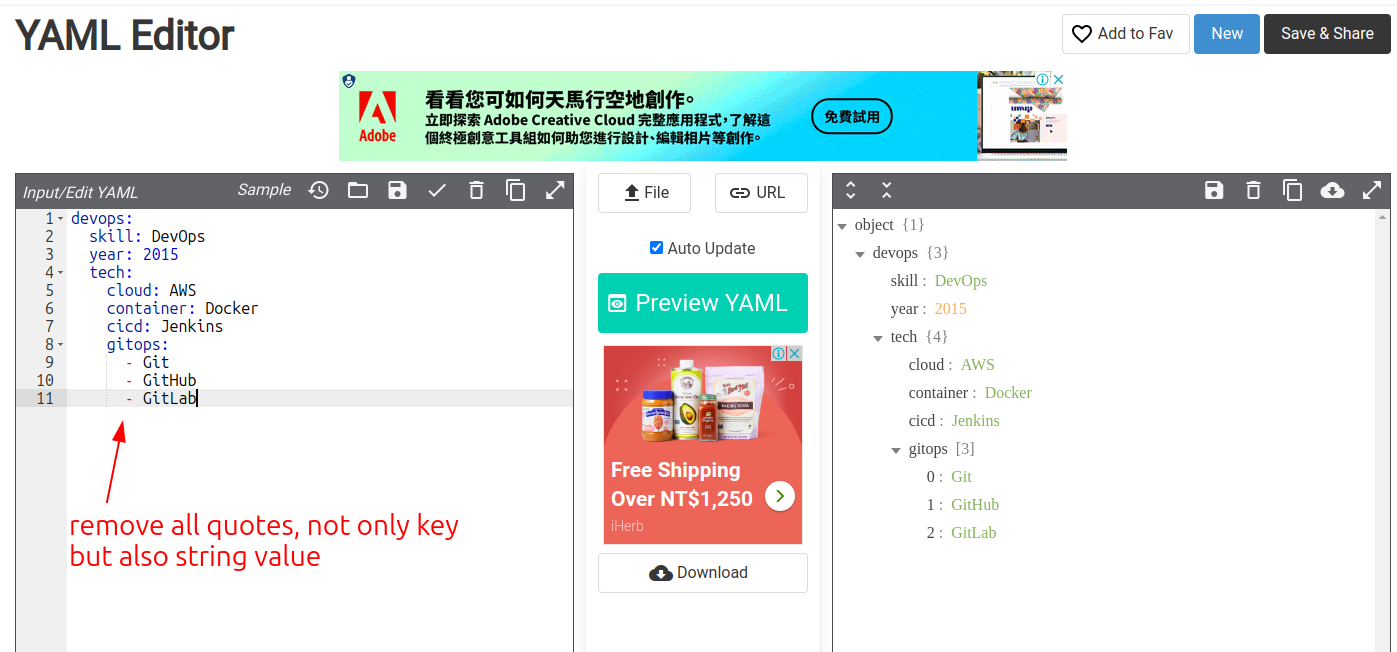 YAML Editor
Add to Fav
New
Save & Share
Adobe
看看您可如何天馬行空地創作。
立即探索 Adobe Creative Cloud 完整應用程式，了解這
個終極創意工具組如何助您進行設計、編輯相片等創作。
免費試用
Input/Edit YAML
Sample
1 devops:
2 skill: DevOps
3 year: 2015
4 tech:
5 cloud: AWS
6 container: Docker
7 cicd: Jenkins
8 gitops:
9 - Git
10 - GitHub
11 - GitLab
remove all quotes, not only key
but also string value
File
URL
Auto Update
Preview YAML
Free Shipping
Over NT$1,250
iHerb
Download
object {1}
devops {3}
skill : DevOps
year : 2015
tech {4}
cloud : AWS
container : Docker
cicd : Jenkins
gitops [3]
0 : Git
1 : GitHub
2 : GitLab